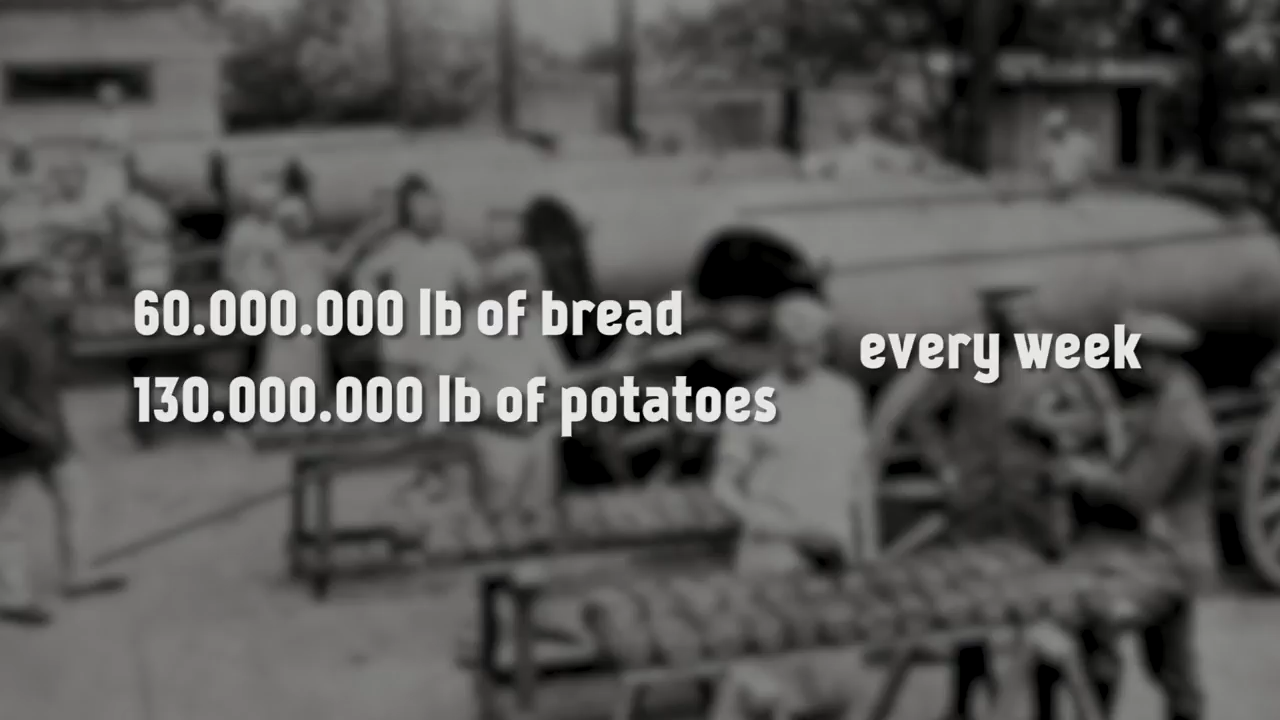 60.000.000 lb of bread
130.000.000 lb of potatoes
every week